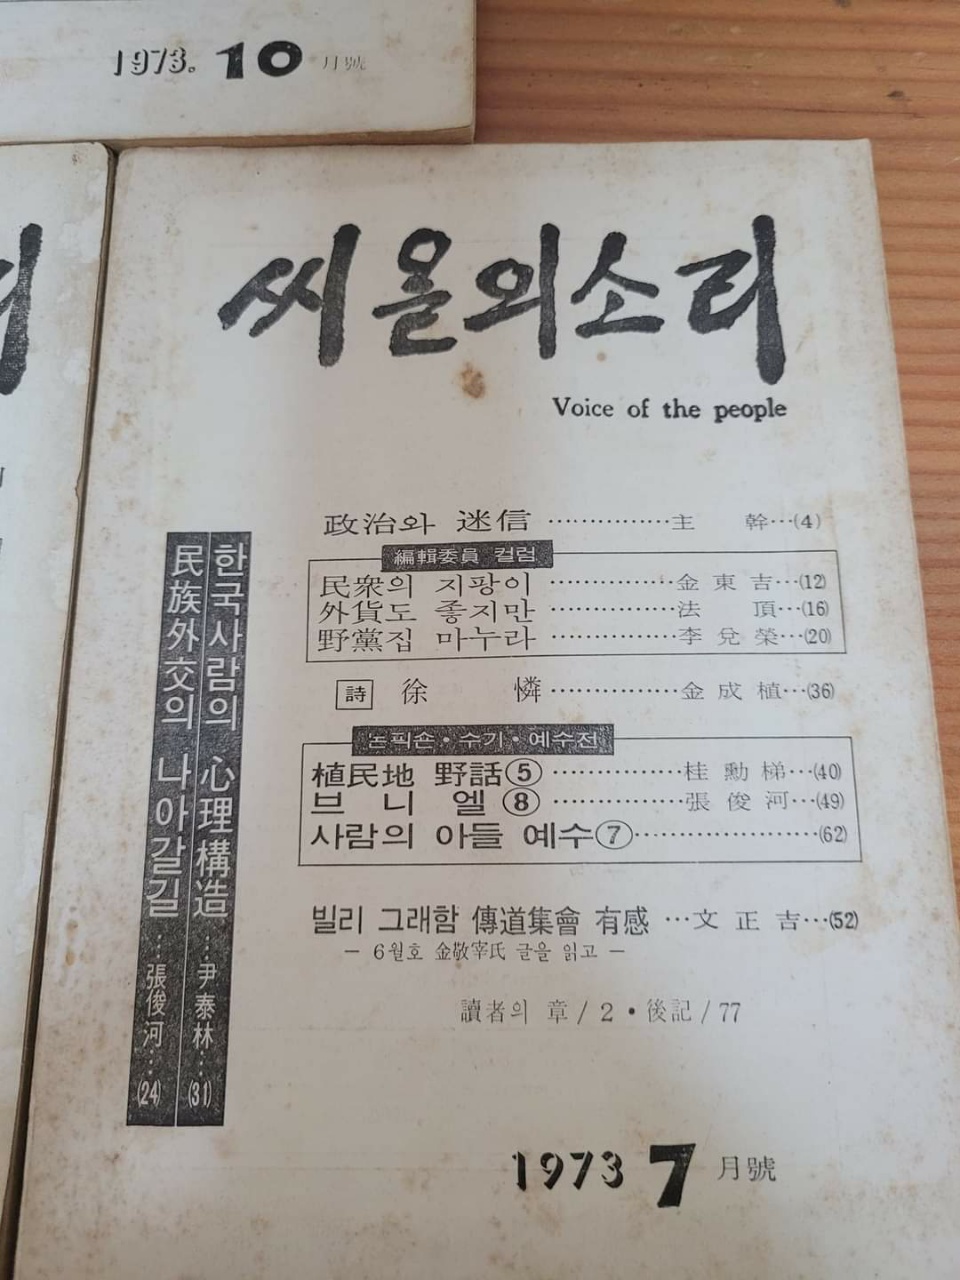 1973. 10 月號
씨올의소리
Voice of the people
政治와 迷信 ……………主 幹…(4)
編輯委員 컬럼
民衆의 지팡이 ……………金東吉…(12)
外貨도 좋지만 ……………法 頂…(16)
野黨집 마누라 ……………李兌榮…(20)
詩 徐 憐……………金成植…(36)
논픽숀・수기・예수전
植民地 野話⑤ ……………桂勳梯…(40)
브니엘⑧ ……………張俊河…(49)
사람의 아들 예수⑦……………………(62)
빌리 그래함 傳道集會 有感 …文正吉…(52)
— 6월호 金敬宰氏 글을 읽고 —
讀者의 章 / 2・後記 / 77
한국사람의 心理構造…尹泰林…(31)
民族外交의 나아갈길…張俊河…(24)
1973 7 月號